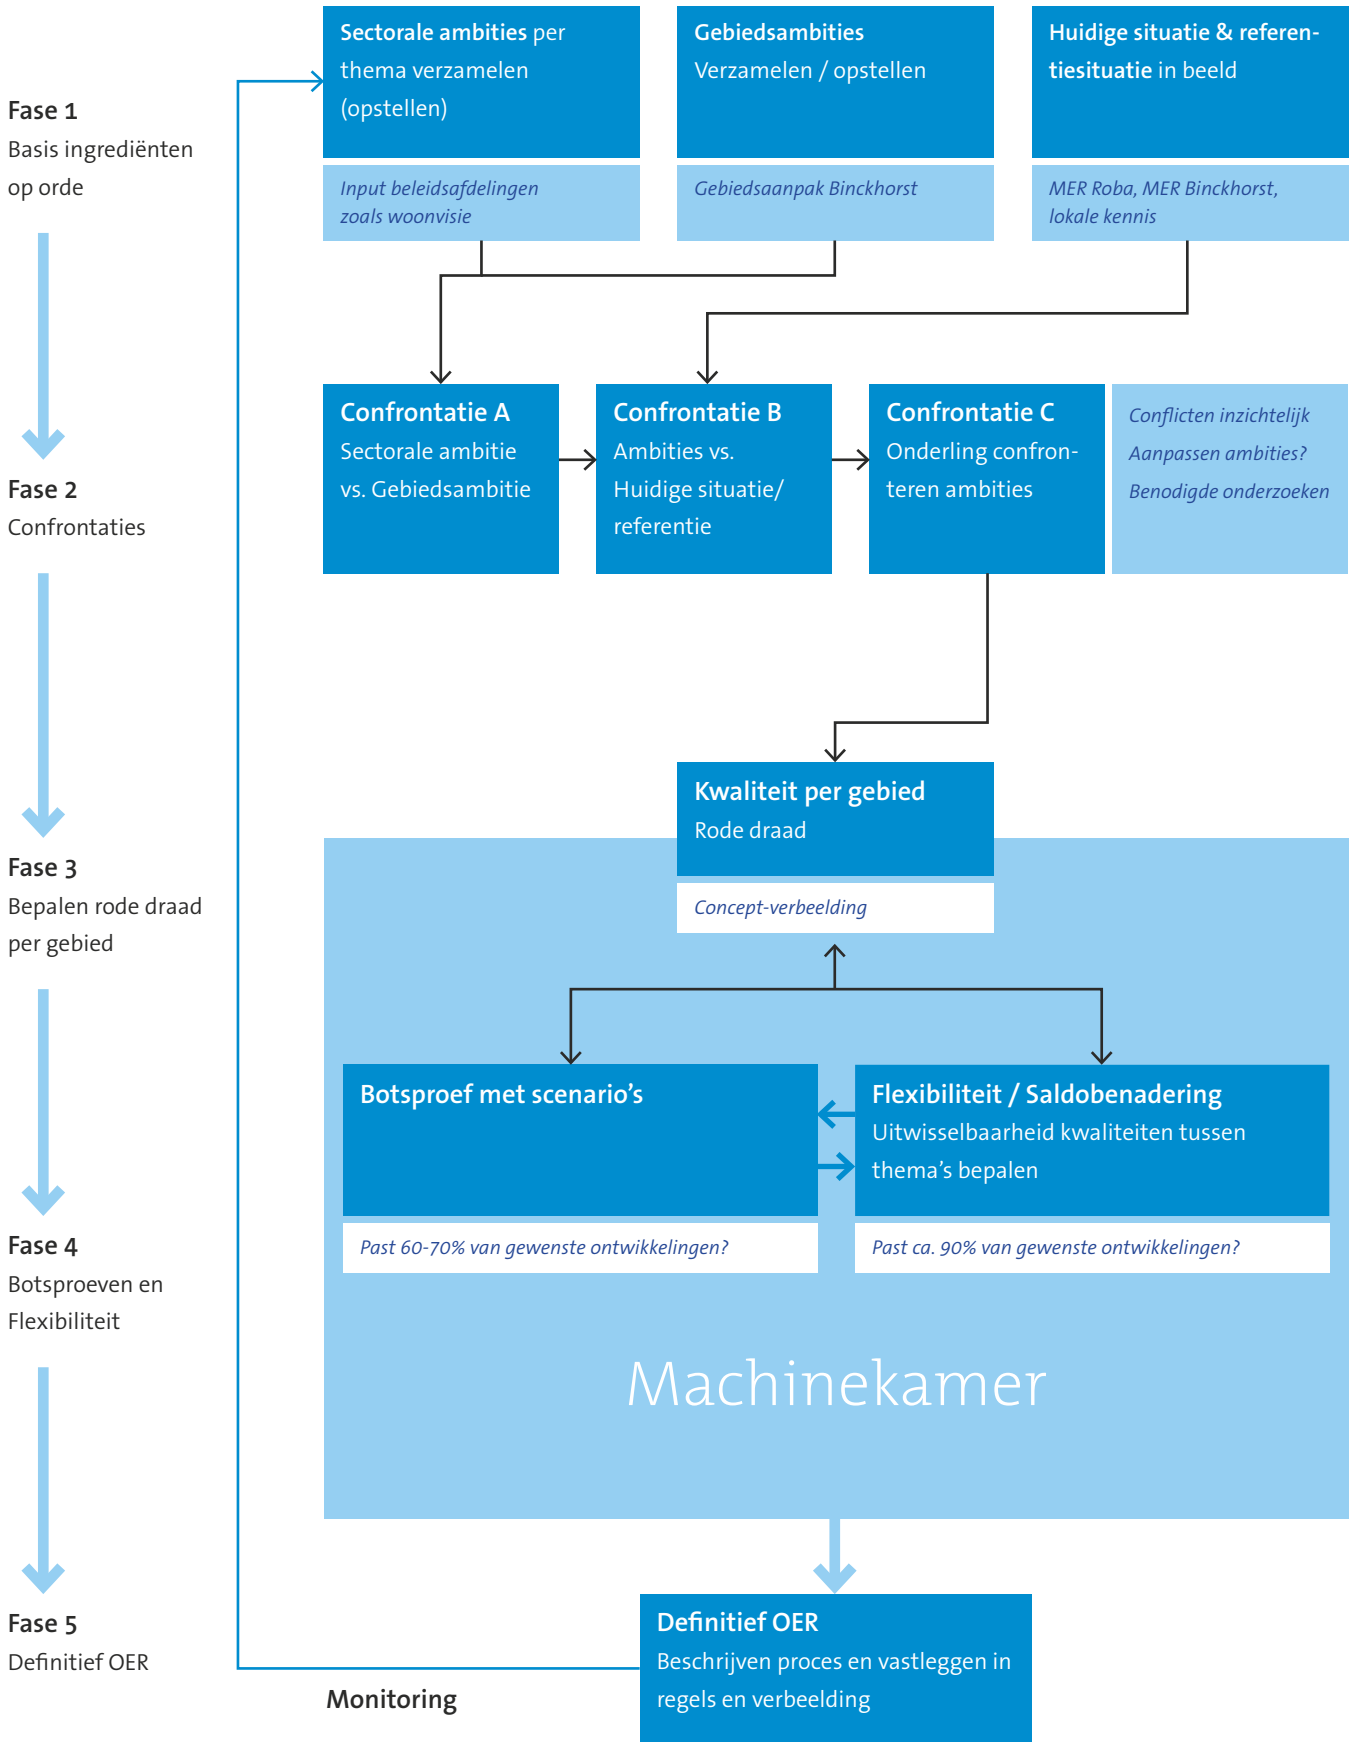 Fase 1
Basis ingrediënten
op orde
Sectorale ambities per
thema verzamelen
(opstellen)
Input beleidsafdelingen
zoals woonvisie
Gebiedsambities
Verzamelen / opstellen
Gebiedsaanpak Binckhorst
Huidige situatie & referen-
tiesituatie in beeld
MER Roba, MER Binckhorst,
lokale kennis
Fase 2
Confrontaties
Confrontatie A
Sectorale ambitie
vs. Gebiedsambitie
Confrontatie B
Ambities vs.
Huidige situatie/
referentie
Confrontatie C
Onderling confron-
teren ambities
Conflicten inzichtelijk
Aanpassen ambities?
Benodigde onderzoeken
Fase 3
Bepalen rode draad
per gebied
Kwaliteit per gebied
Rode draad
Concept-verbeelding
Fase 4
Botsproeven en
Flexibiliteit
Botsproef met scenario's
Past 60-70% van gewenste ontwikkelingen?
Flexibiliteit / Saldobenadering
Uitwisselbaarheid kwaliteiten tussen
thema's bepalen
Past ca. 90% van gewenste ontwikkelingen?
Machinekamer
Fase 5
Definitief OER
Monitoring
Definitief OER
Beschrijven proces en vastleggen in
regels en verbeelding